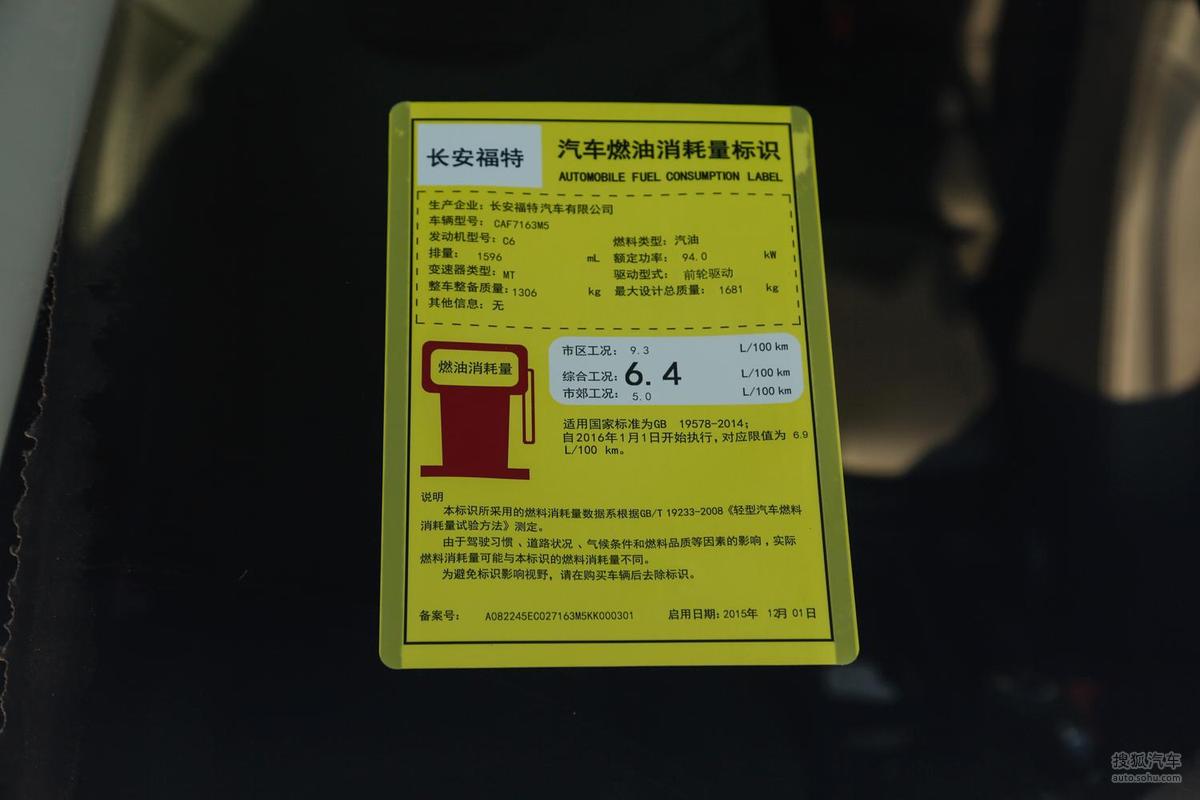 长安福特
汽车燃油消耗量标识
AUTOMOBILE FUEL CONSUMPTION LABEL
生产企业：长安福特汽车有限公司
车辆型号：CAF7163M5
发动机型号：C6 燃料类型：汽油
排量：1596 mL 额定功率：94.0 kW
变速器类型：MT 驱动型式：前轮驱动
整车整备质量：1306 kg 最大设计总质量：1681 kg
其他信息：无
燃油消耗量
市区工况：9.3 L/100 km
综合工况：6.4 L/100 km
市郊工况：5.0 L/100 km
适用国家标准为GB 19578-2014；
自2016年1月1日开始执行，对应限值为 6.9
L/100 km。
说明
本标识所采用的燃料消耗量数据系根据GB/T 19233-2008《轻型汽车燃料
消耗量试验方法》测定。
由于驾驶习惯、道路状况、气候条件和燃料品质等因素的影响，实际
燃料消耗量可能与本标识的燃料消耗量不同。
为避免标识影响视野，请在购买车辆后去除标识。
备案号：A082245EC027163M5KK000301 启用日期：2015年 12月 01日
搜狐汽车
auto.sohu.com